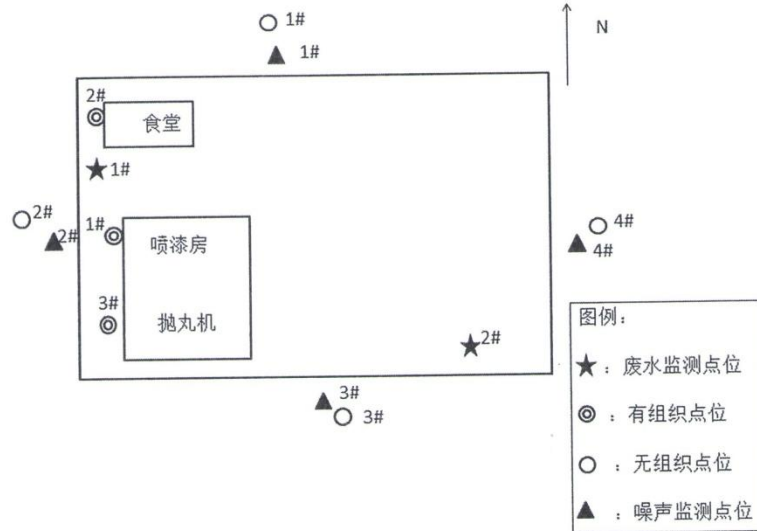 1#
N
1#
2#
食堂
1#
2#
2#
1#
喷漆房
4#
4#
3#
抛丸机
2#
3#
3#
图例：
：废水监测点位
：有组织点位
：无组织点位
：噪声监测点位